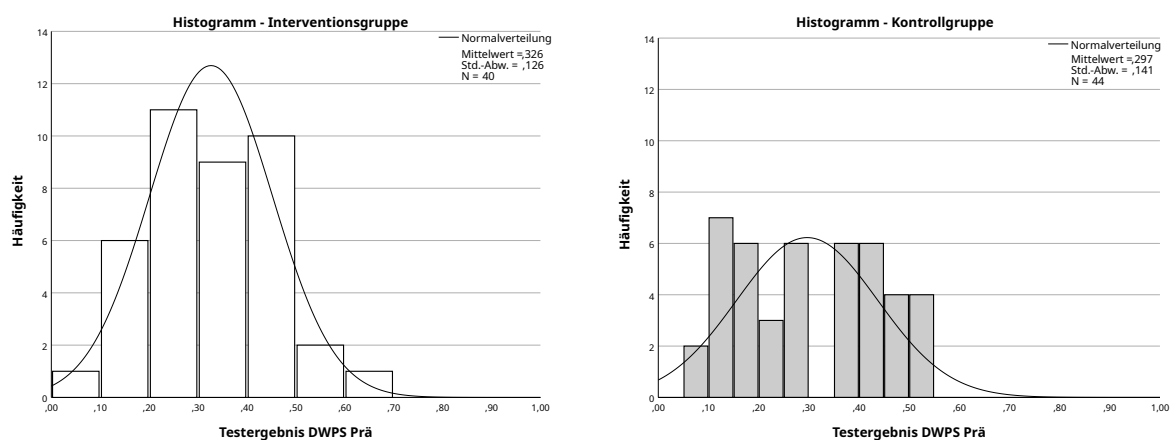 Histogramm - Interventionsgruppe
Normalverteilung
Mittelwert =,326
Std.-Abw. = ,126
N = 40
Häufigkeit
14
12
10
8
6
4
2
0
,00 ,10 ,20 ,30 ,40 ,50 ,60 ,70 ,80 ,90 1,00
Testergebnis DWPS Prä
Histogramm - Kontrollgruppe
Normalverteilung
Mittelwert =,297
Std.-Abw. = ,141
N = 44
Häufigkeit
14
12
10
8
6
4
2
0
,00 ,10 ,20 ,30 ,40 ,50 ,60 ,70 ,80 ,90 1,00
Testergebnis DWPS Prä